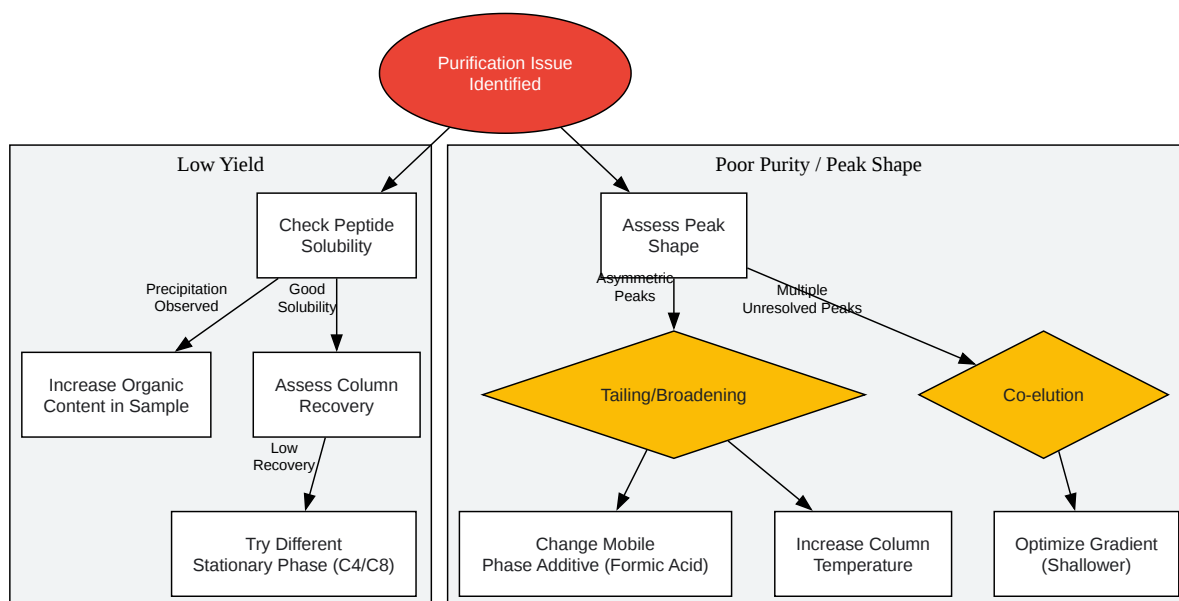 Purification Issue
Identified
Low Yield
Poor Purity / Peak Shape
Check Peptide
Solubility
Assess Peak
Shape
Precipitation
Observed
Good
Solubility
Asymmetric
Peaks
Multiple
Unresolved Peaks
Increase Organic
Content in Sample
Assess Column
Recovery
Tailing/Broadening
Co-elution
Low
Recovery
Try Different
Stationary Phase (C4/C8)
Change Mobile
Phase Additive (Formic Acid)
Increase Column
Temperature
Optimize Gradient
(Shallower)